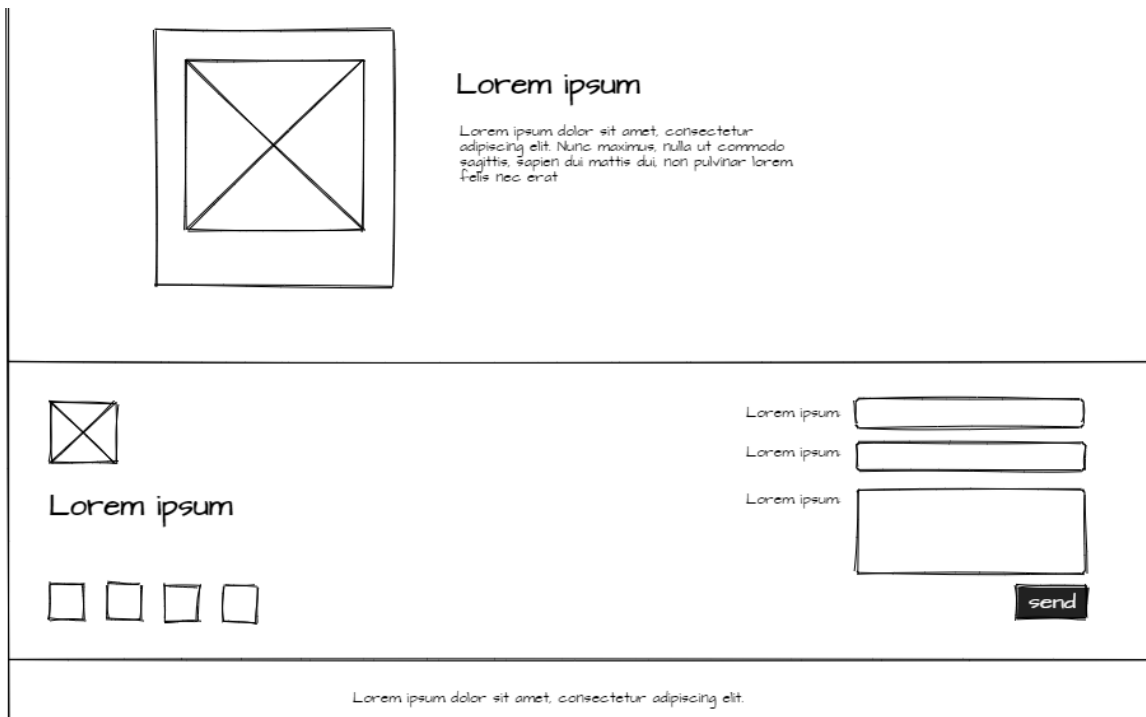 Lorem ipsum
Lorem ipsum dolor sit amet, consectetur
adipiscing elit. Nunc maximus, nulla ut commodo
sagittis, sapien dui mattis dui, non pulvinar lorem
felis nec erat
Lorem ipsum:
Lorem ipsum:
Lorem ipsum:
Lorem ipsum
send
Lorem ipsum dolor sit amet, consectetur adipiscing elit.